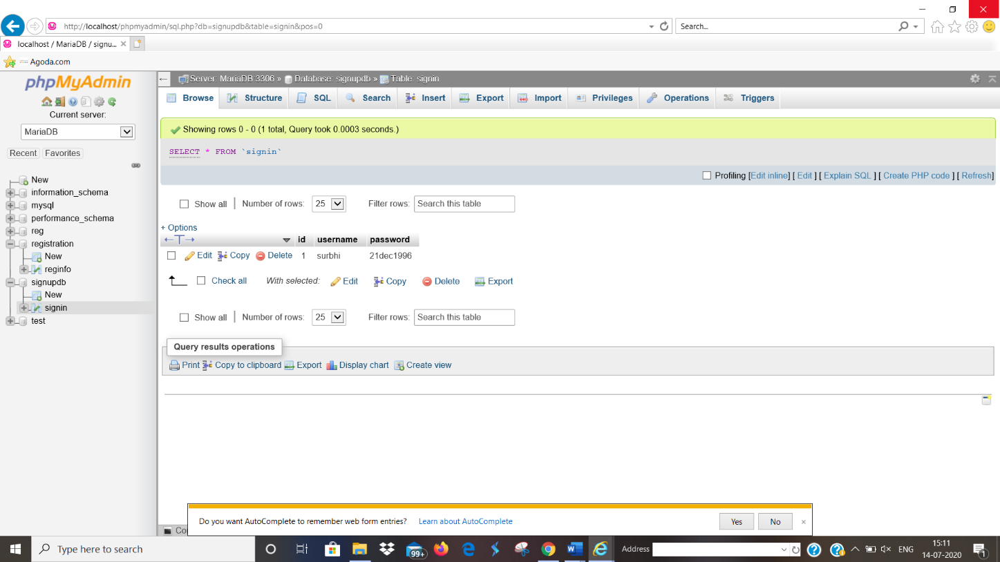 http://localhost/phpmyadmin/sql.php?db=signupdb&table=signin&pos=0
Search...
localhost / MariaDB / signu...
Agoda.com
phpMyAdmin
Current server:
MariaDB
Recent Favorites
New
information_schema
mysql
performance_schema
reg
registration
New
reginfo
signupdb
New
signin
test
Server: MariaDB 3306 » Database: signupdb » Table: signin
Browse Structure SQL Search Insert Export Import Privileges Operations Triggers
Showing rows 0 - 0 (1 total, Query took 0.0003 seconds.)
SELECT * FROM `signin`
Profiling [Edit inline] [ Edit ] [ Explain SQL ] [ Create PHP code ] [ Refresh]
Show all Number of rows: 25 Filter rows: Search this table
+ Options
←T→ id username password
Edit Copy Delete 1 surbhi 21dec1996
Check all With selected: Edit Copy Delete Export
Show all Number of rows: 25 Filter rows: Search this table
Query results operations
Print Copy to clipboard Export Display chart Create view
Do you want AutoComplete to remember web form entries? Learn about AutoComplete Yes No ×
Type here to search
99+
Address
ENG
15:11
14-07-2020
1